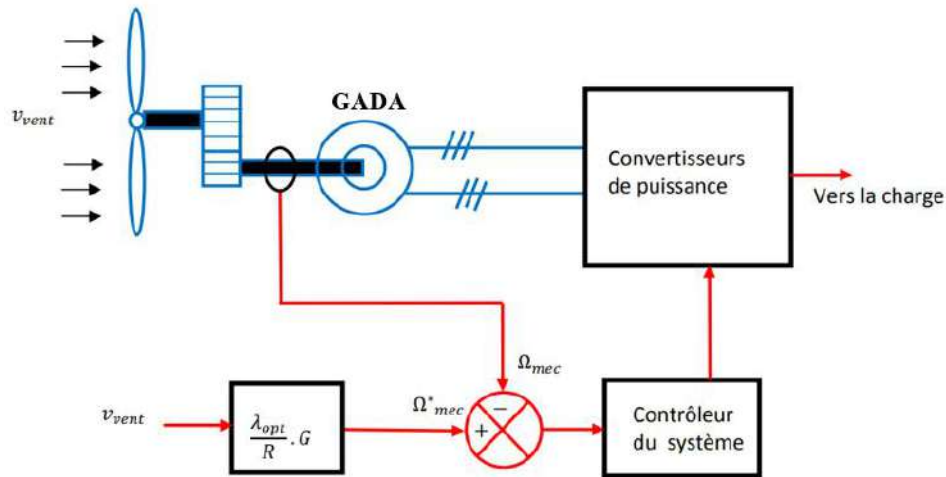 GADA
v_vent
Convertisseurs
de puissance
Vers la charge
Ω_mec
v_vent
λ_opt
R
. G
Ω*_mec
−
+
Contrôleur
du système